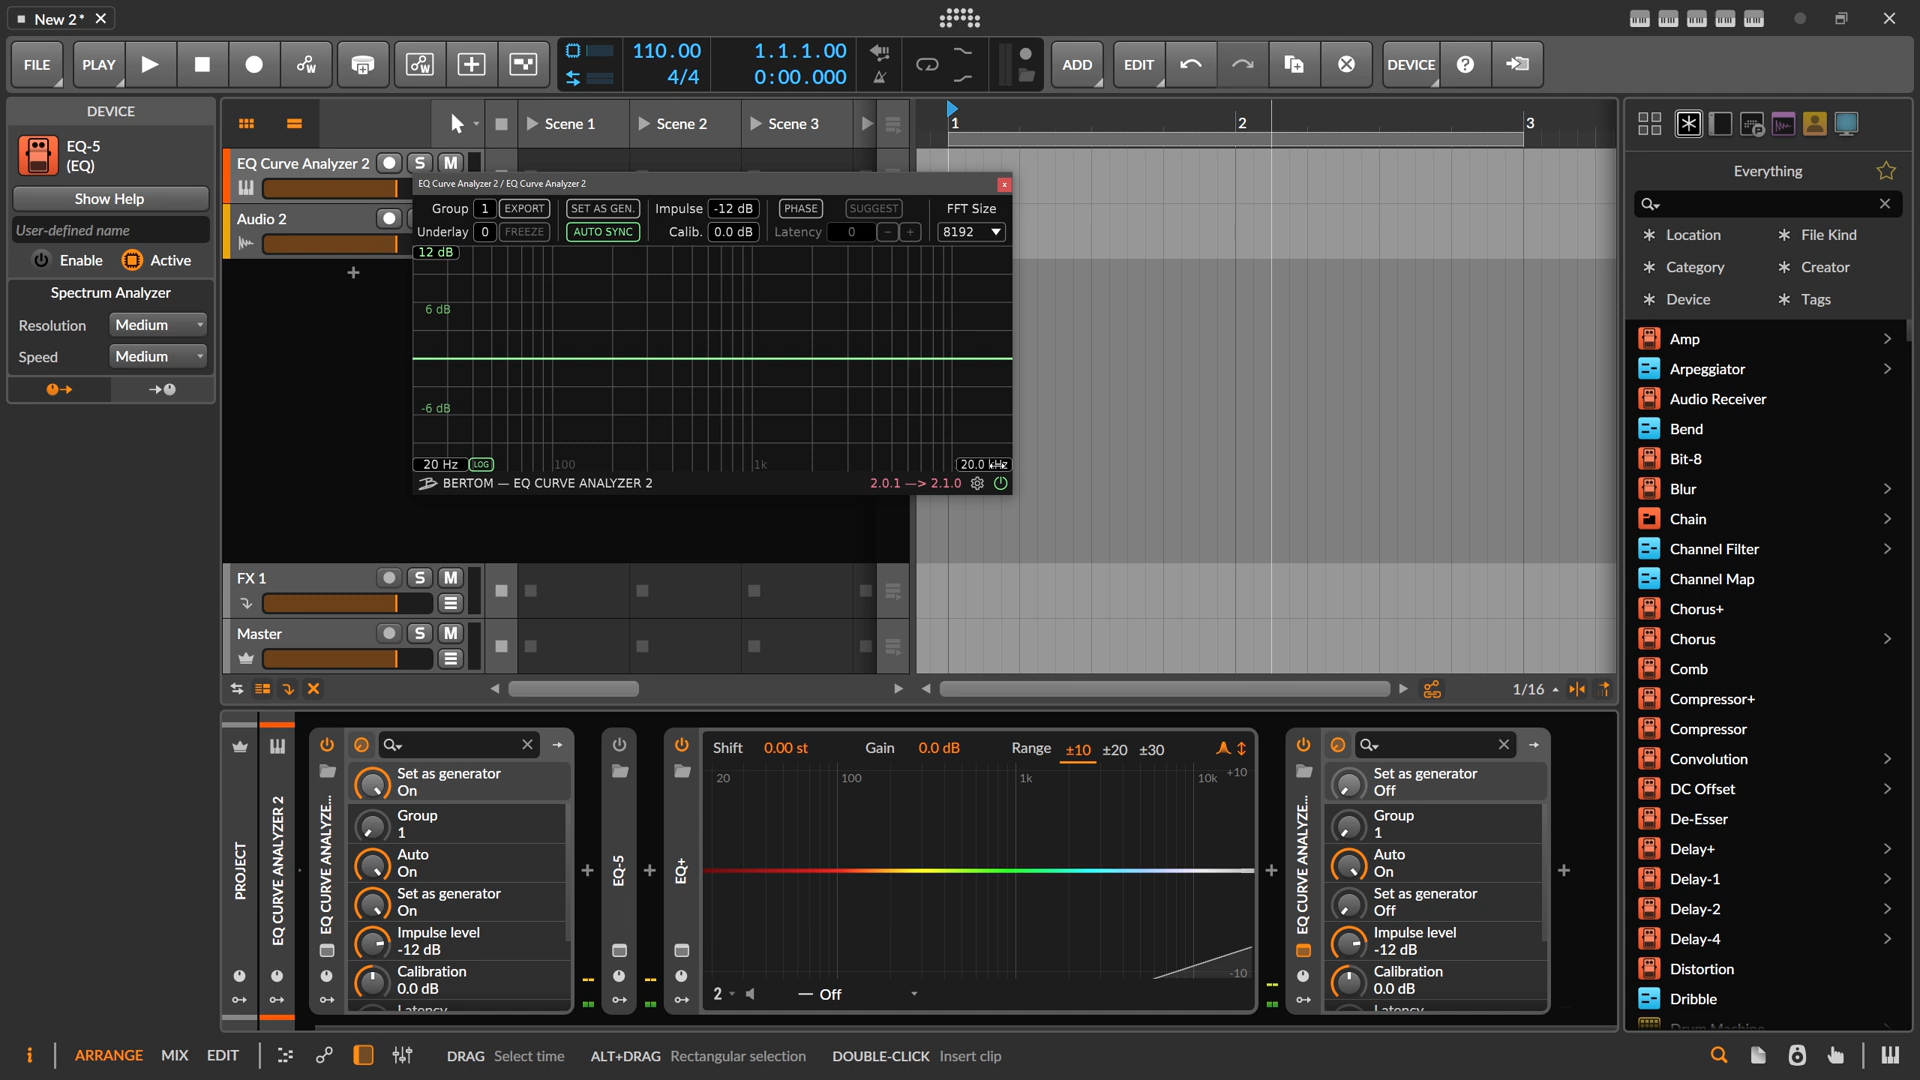 New 2*
FILE PLAY 110.00 4/4 1.1.1.00 0:00.000 ADD EDIT DEVICE
DEVICE
EQ-5
(EQ)
Show Help
User-defined name
Enable Active
Spectrum Analyzer
Resolution Medium
Speed Medium
Scene 1 Scene 2 Scene 3
1 2 3
EQ Curve Analyzer 2 S M
Audio 2
EQ Curve Analyzer 2 / EQ Curve Analyzer 2 x
Group 1 EXPORT SET AS GEN. Impulse -12 dB PHASE SUGGEST FFT Size
Underlay 0 FREEZE AUTO SYNC Calib. 0.0 dB Latency 0 - + 8192
12 dB
6 dB
-6 dB
20 Hz LOG 100 1k 20.0 kHz
BERTOM — EQ CURVE ANALYZER 2 2.0.1 —> 2.1.0
FX 1 S M
Master S M
1/16
PROJECT
EQ CURVE ANALYZER 2
EQ CURVE ANALYZE...
Set as generator
On
Group
1
Auto
On
Set as generator
On
Impulse level
-12 dB
Calibration
0.0 dB
Latency
EQ-5
EQ+
Shift 0.00 st Gain 0.0 dB Range ±10 ±20 ±30
20 100 1k 10k +10
-10
2 — Off
EQ CURVE ANALYZE...
Set as generator
Off
Group
1
Auto
On
Set as generator
Off
Impulse level
-12 dB
Calibration
0.0 dB
Latency
Everything
Location File Kind
Category Creator
Device Tags
Amp
Arpeggiator
Audio Receiver
Bend
Bit-8
Blur
Chain
Channel Filter
Channel Map
Chorus+
Chorus
Comb
Compressor+
Compressor
Convolution
DC Offset
De-Esser
Delay+
Delay-1
Delay-2
Delay-4
Distortion
Dribble
Drum Machine
i ARRANGE MIX EDIT DRAG Select time ALT+DRAG Rectangular selection DOUBLE-CLICK Insert clip